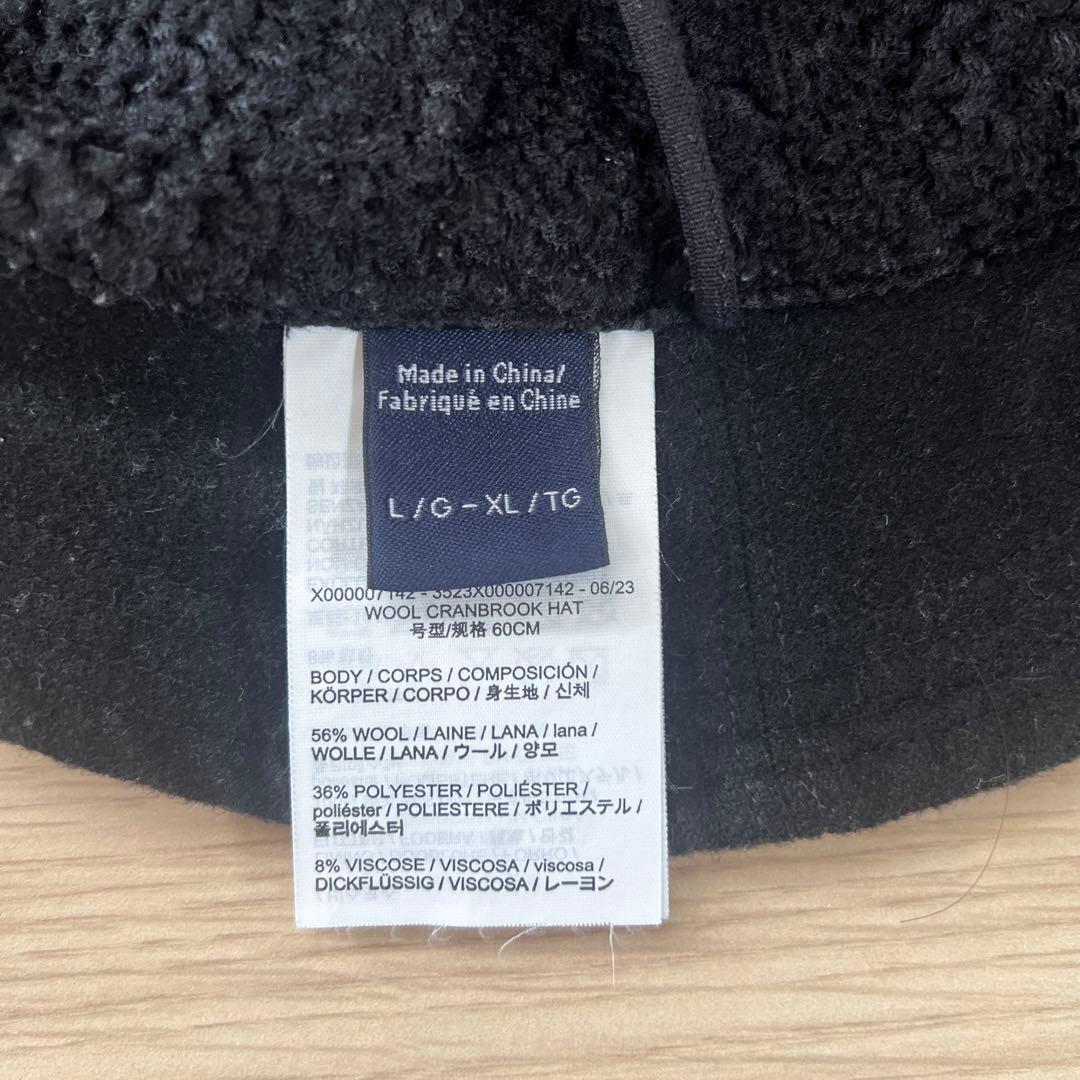 Made in China/
Fabriqué en Chine
L / G – XL / TG
X000007142 - 3523X000007142 - 06/23
WOOL CRANBROOK HAT
号型/规格 60CM
BODY / CORPS / COMPOSICIÓN /
KÖRPER / CORPO / 身生地 / 신체
56% WOOL / LAINE / LANA / lana /
WOLLE / LANA / ウール / 양모
36% POLYESTER / POLIÉSTER /
poliéster / POLIESTERE / ポリエステル /
폴리에스터
8% VISCOSE / VISCOSA / viscosa /
DICKFLÜSSIG / VISCOSA / レーヨン